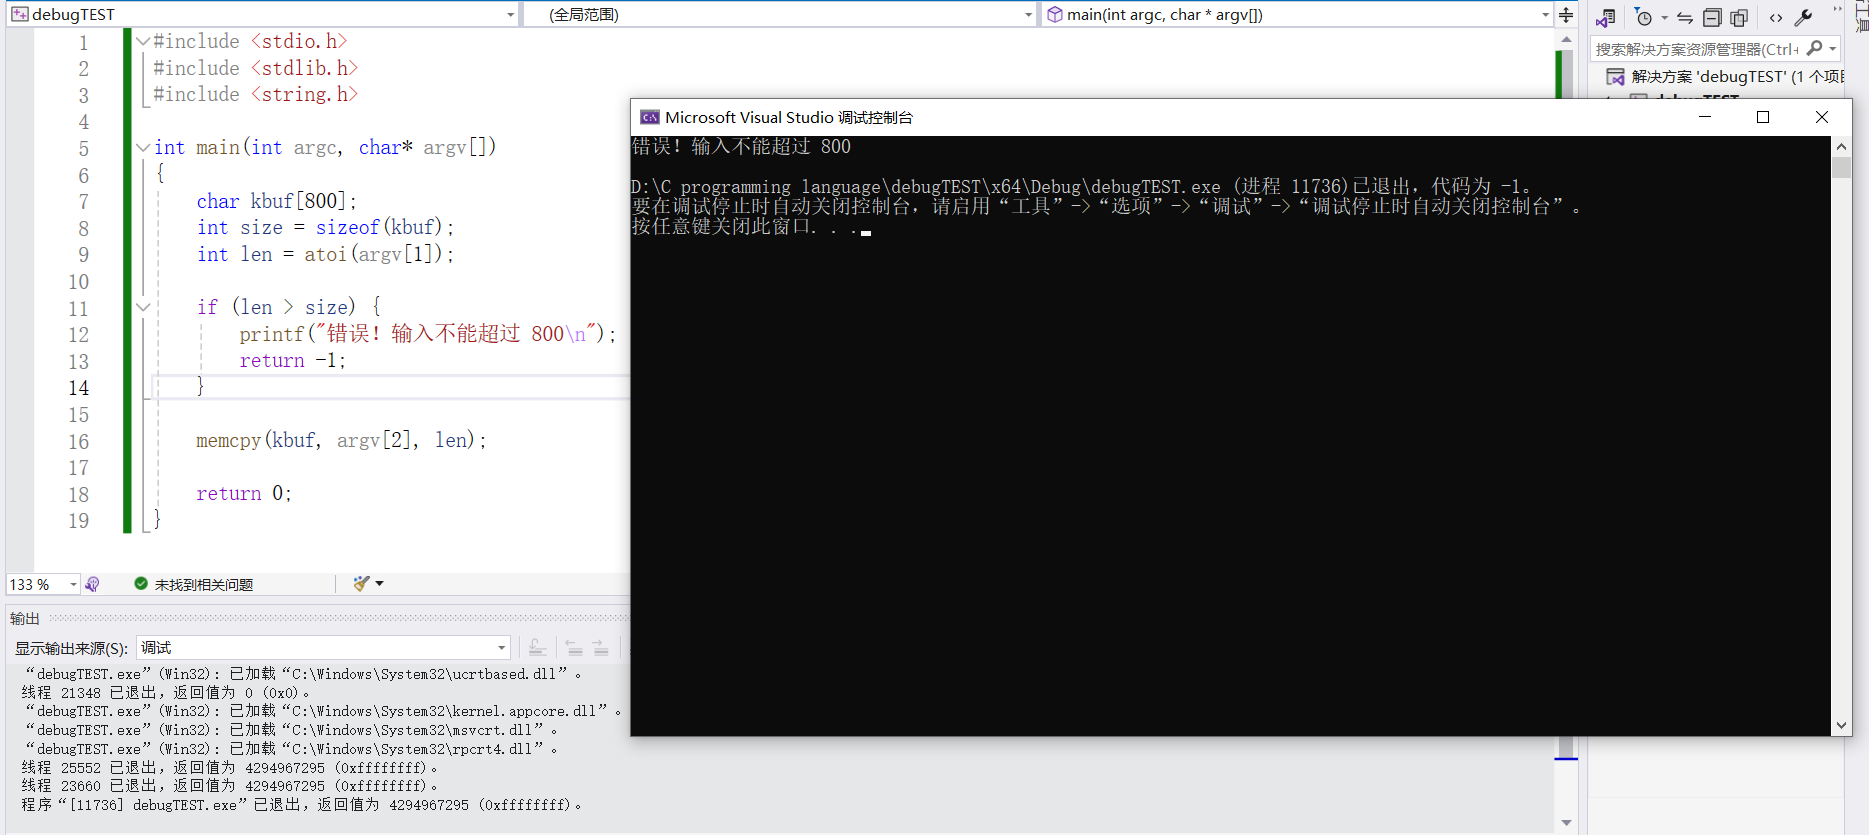 debugTEST
(全局范围)
main(int argc, char * argv[])
1 #include <stdio.h>
2 #include <stdlib.h>
3 #include <string.h>
4
5 int main(int argc, char* argv[])
6 {
7 char kbuf[800];
8 int size = sizeof(kbuf);
9 int len = atoi(argv[1]);
10
11 if (len > size) {
12 printf("错误！输入不能超过 800\n");
13 return -1;
14 }
15
16 memcpy(kbuf, argv[2], len);
17
18 return 0;
19 }
133 %
未找到相关问题
输出
显示输出来源(S): 调试
“debugTEST.exe”(Win32): 已加载“C:\Windows\System32\ucrtbased.dll”。
线程 21348 已退出，返回值为 0 (0x0)。
“debugTEST.exe”(Win32): 已加载“C:\Windows\System32\kernel.appcore.dll”。
“debugTEST.exe”(Win32): 已加载“C:\Windows\System32\msvcrt.dll”。
“debugTEST.exe”(Win32): 已加载“C:\Windows\System32\rpcrt4.dll”。
线程 25552 已退出，返回值为 4294967295 (0xffffffff)。
线程 23660 已退出，返回值为 4294967295 (0xffffffff)。
程序“[11736] debugTEST.exe”已退出，返回值为 4294967295 (0xffffffff)。
Microsoft Visual Studio 调试控制台
错误！输入不能超过 800
D:\C programming language\debugTEST\x64\Debug\debugTEST.exe (进程 11736)已退出，代码为 -1。
要在调试停止时自动关闭控制台，请启用“工具”->“选项”->“调试”->“调试停止时自动关闭控制台”。
按任意键关闭此窗口. . .
搜索解决方案资源管理器(Ctrl+
解决方案 'debugTEST' (1 个项目
debugTEST
工具